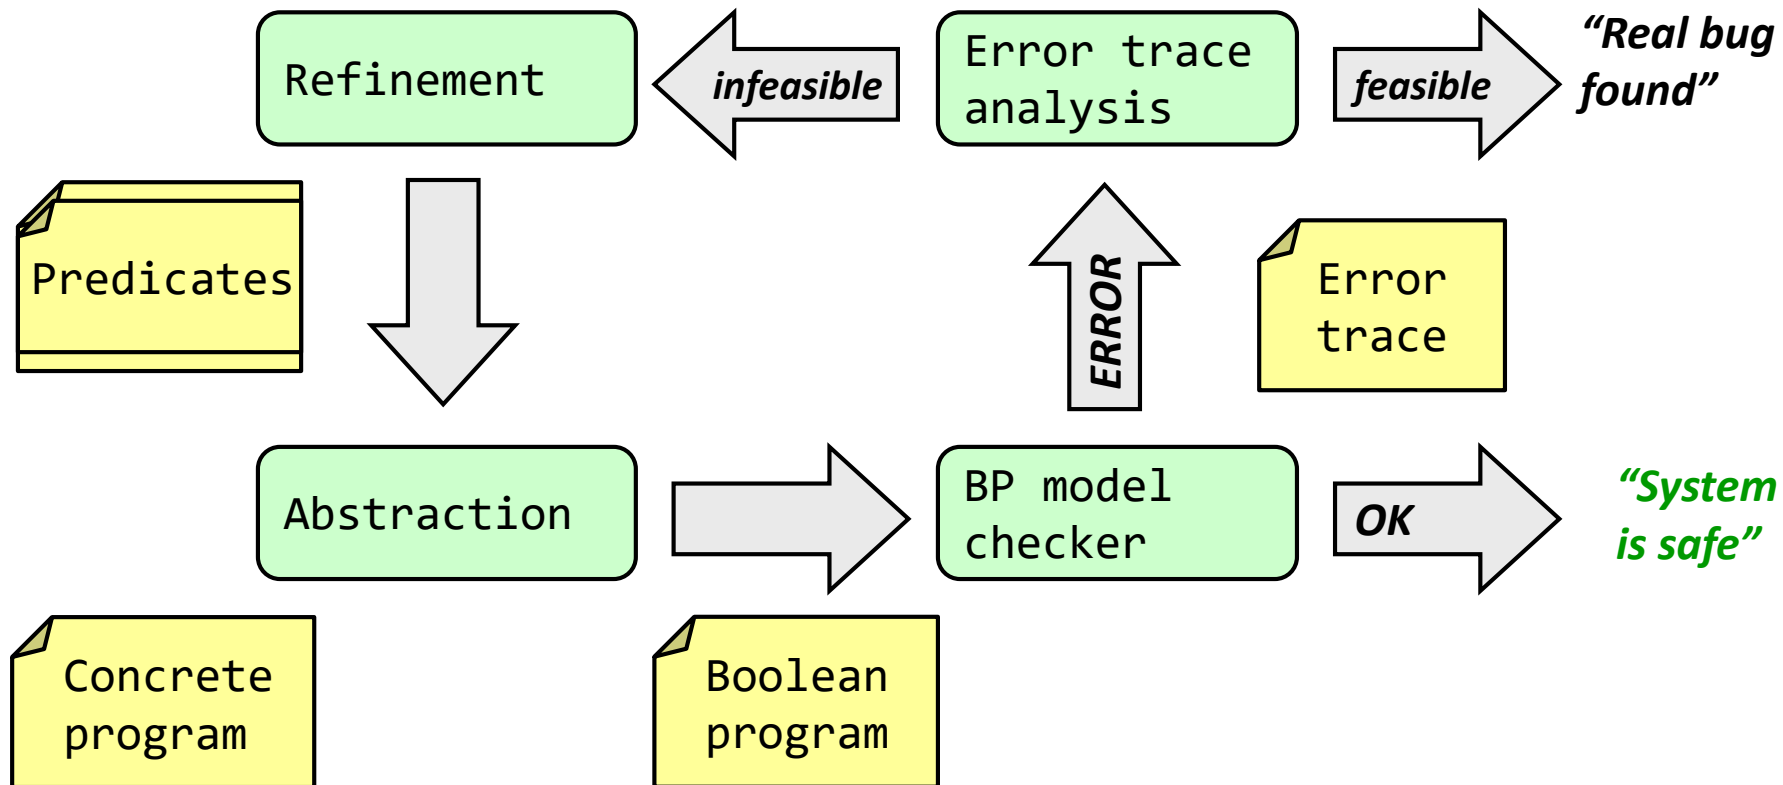 Refinement
infeasible
Error trace
analysis
feasible
“Real bug
found”
Predicates
ERROR
Error
trace
Abstraction
BP model
checker
OK
“System
is safe”
Concrete
program
Boolean
program